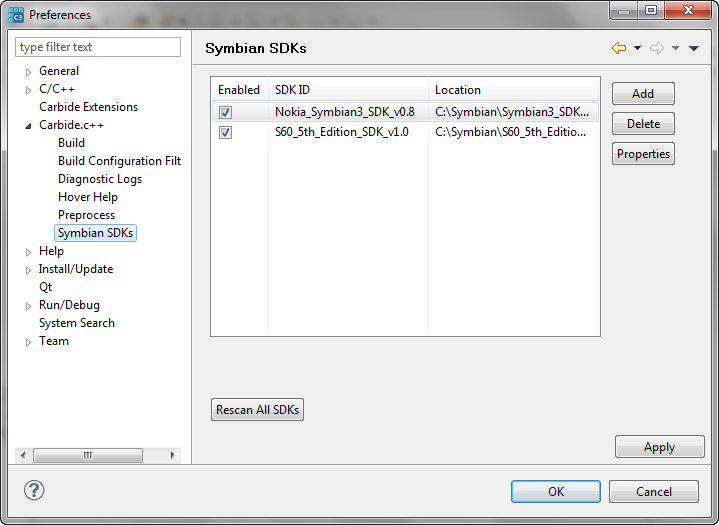 Preferences
type filter text
General
C/C++
Carbide Extensions
Carbide.c++
Build
Build Configuration Filt
Diagnostic Logs
Hover Help
Preprocess
Symbian SDKs
Help
Install/Update
Qt
Run/Debug
System Search
Team
Symbian SDKs
Enabled SDK ID Location
Nokia_Symbian3_SDK_v0.8 C:\Symbian\Symbian3_SDK...
S60_5th_Edition_SDK_v1.0 C:\Symbian\S60_5th_Editio...
Add
Delete
Properties
Rescan All SDKs
Apply
OK Cancel